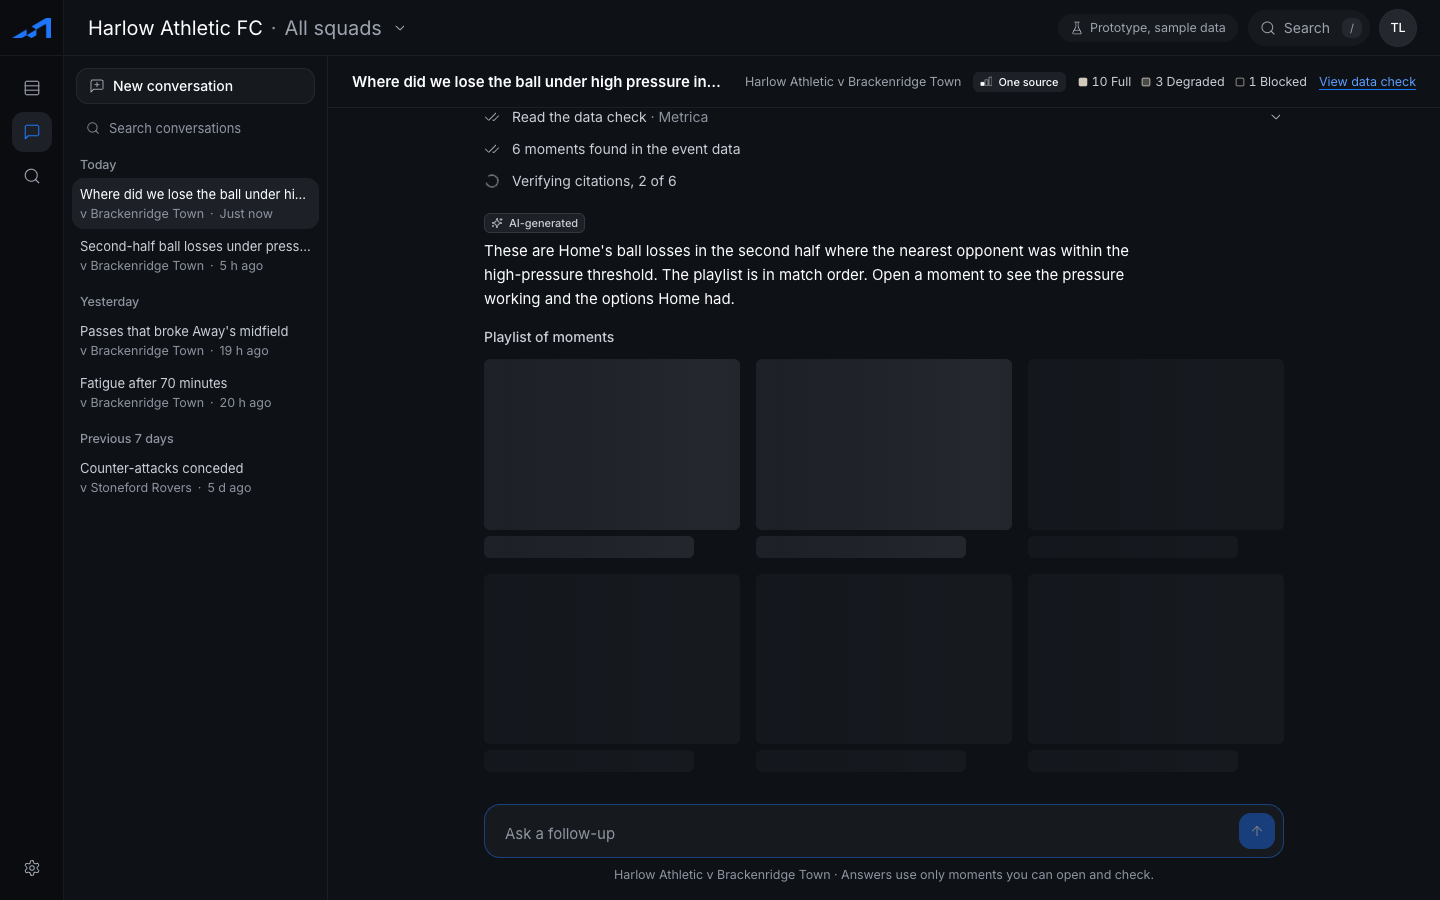 Harlow Athletic FC · All squads
Prototype, sample data
Search /
TL
New conversation
Search conversations
Today
Where did we lose the ball under hi...
v Brackenridge Town · Just now
Second-half ball losses under press...
v Brackenridge Town · 5 h ago
Yesterday
Passes that broke Away's midfield
v Brackenridge Town · 19 h ago
Fatigue after 70 minutes
v Brackenridge Town · 20 h ago
Previous 7 days
Counter-attacks conceded
v Stoneford Rovers · 5 d ago
Where did we lose the ball under high pressure in...
Harlow Athletic v Brackenridge Town
One source
10 Full
3 Degraded
1 Blocked
View data check
Read the data check · Metrica
6 moments found in the event data
Verifying citations, 2 of 6
AI-generated
These are Home's ball losses in the second half where the nearest opponent was within the
high-pressure threshold. The playlist is in match order. Open a moment to see the pressure
working and the options Home had.
Playlist of moments
Ask a follow-up
Harlow Athletic v Brackenridge Town · Answers use only moments you can open and check.